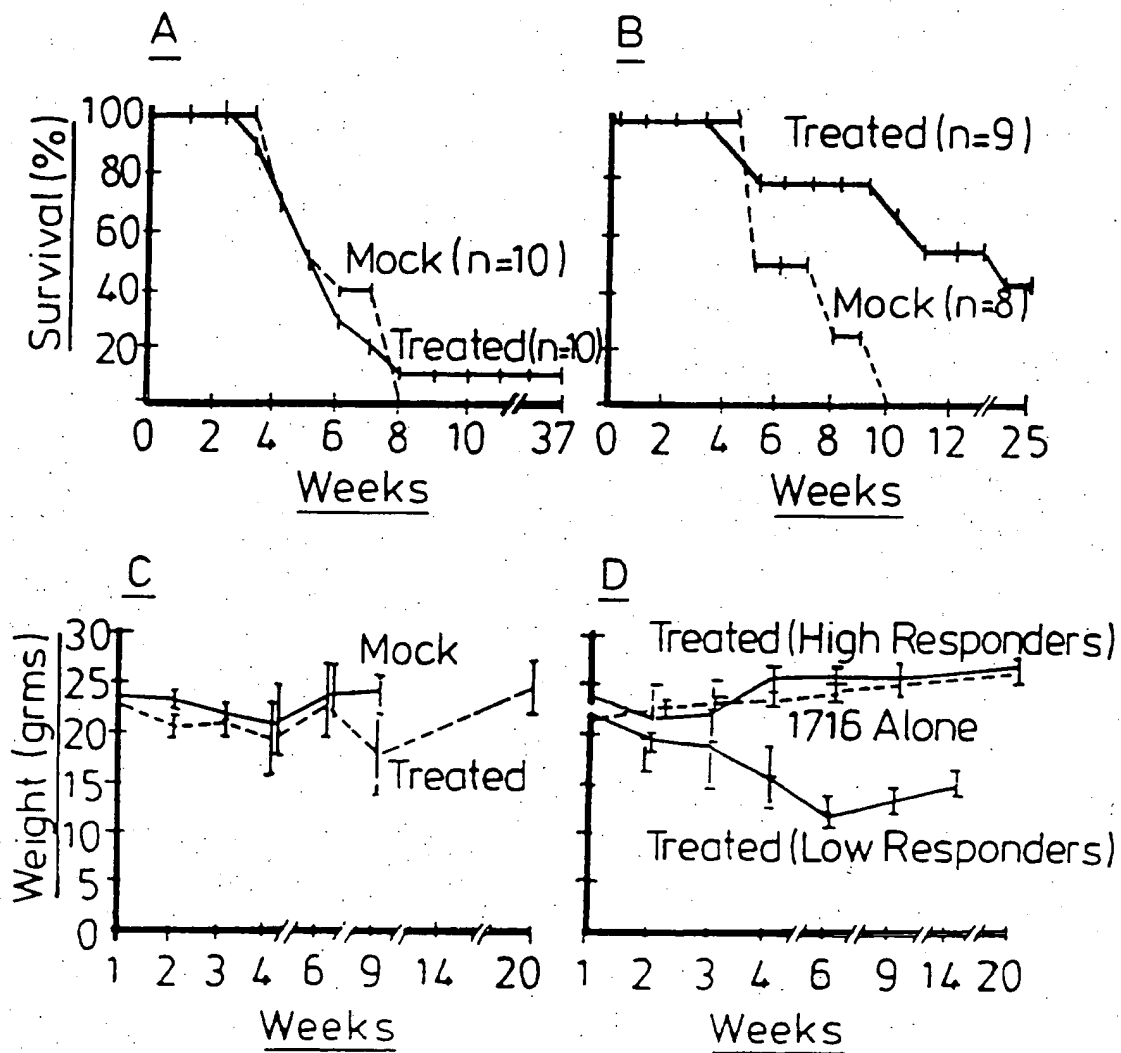 A
Survival (%)
100
80
60
40
20
Mock (n=10)
Treated (n=10)
0 2 4 6 8 10 37
Weeks
B
Treated (n=9)
Mock (n=8)
0 2 4 6 8 10 12 25
Weeks
C
Weight (grms)
30
25
20
15
10
5
0
Mock
Treated
1 2 3 4 6 9 14 20
Weeks
D
Treated (High Responders)
1716 Alone
Treated (Low Responders)
1 2 3 4 6 9 14 20
Weeks